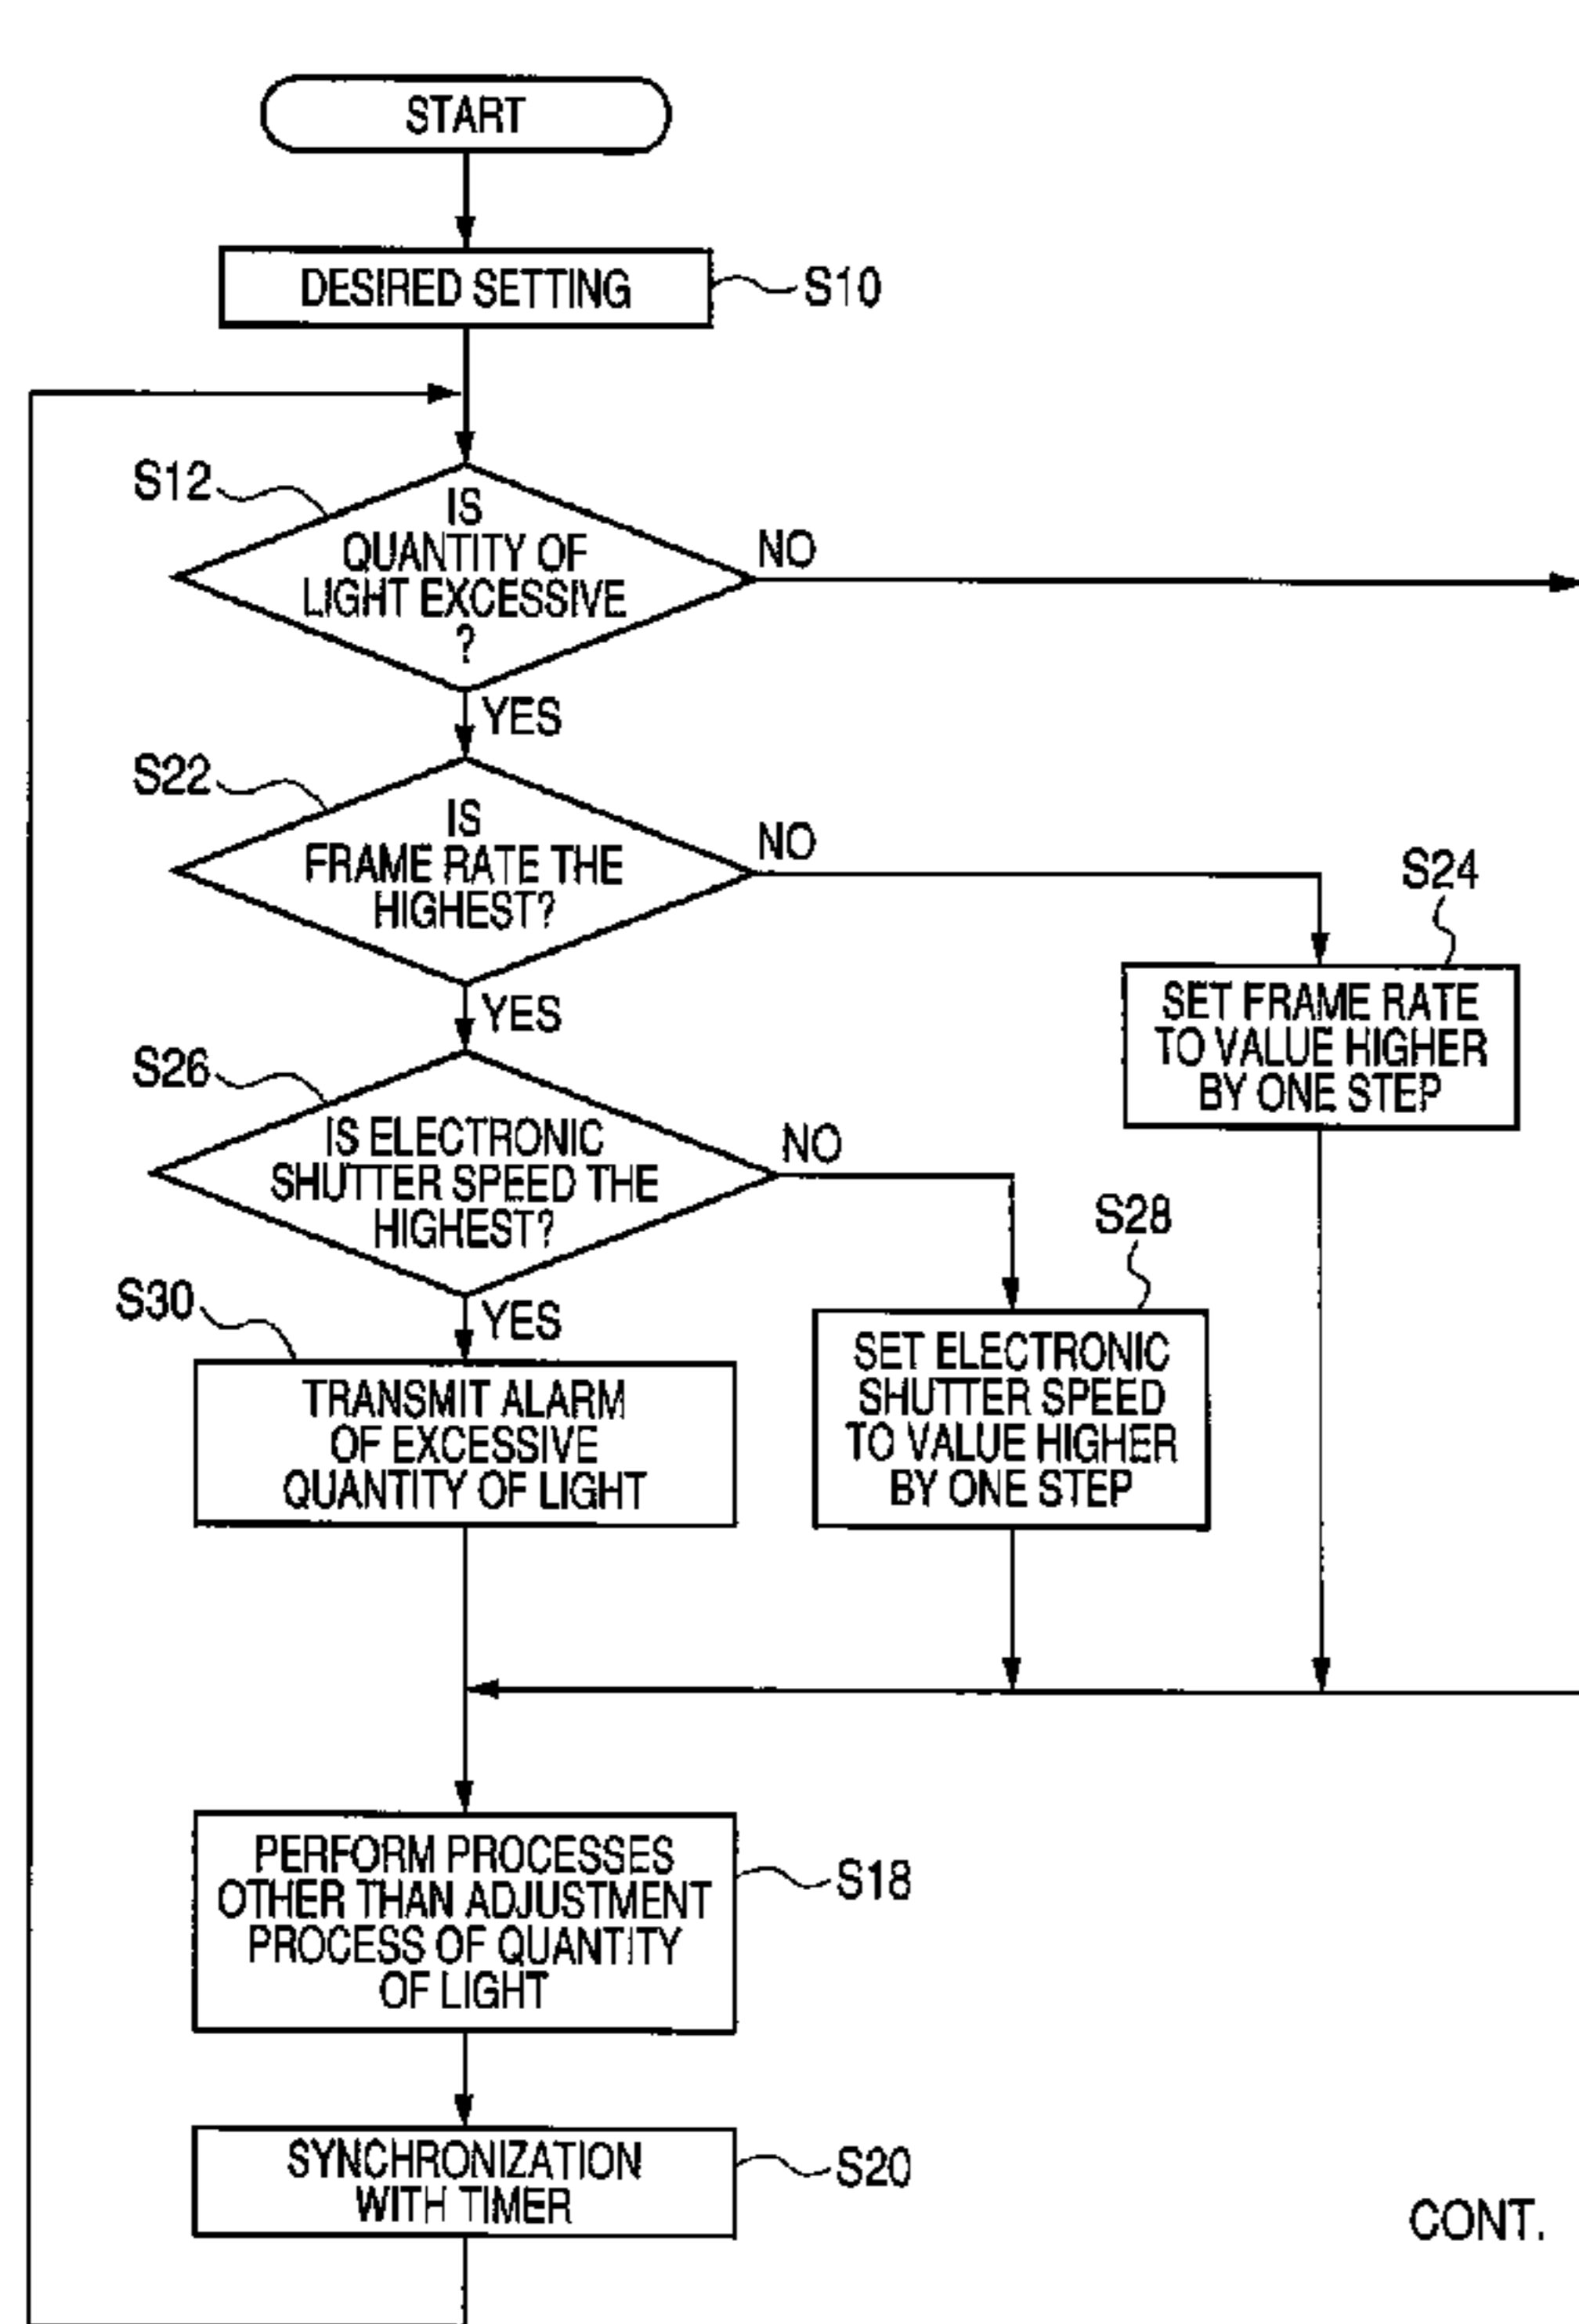 START
DESIRED SETTING
S10
S12
IS
QUANTITY OF
LIGHT EXCESSIVE
?
NO
YES
S22
IS
FRAME RATE THE
HIGHEST?
NO
S24
SET FRAME RATE
TO VALUE HIGHER
BY ONE STEP
YES
S26
IS ELECTRONIC
SHUTTER SPEED THE
HIGHEST?
NO
S28
SET ELECTRONIC
SHUTTER SPEED
TO VALUE HIGHER
BY ONE STEP
YES
S30
TRANSMIT ALARM
OF EXCESSIVE
QUANTITY OF LIGHT
PERFORM PROCESSES
OTHER THAN ADJUSTMENT
PROCESS OF QUANTITY
OF LIGHT
S18
SYNCHRONIZATION
WITH TIMER
S20
CONT.